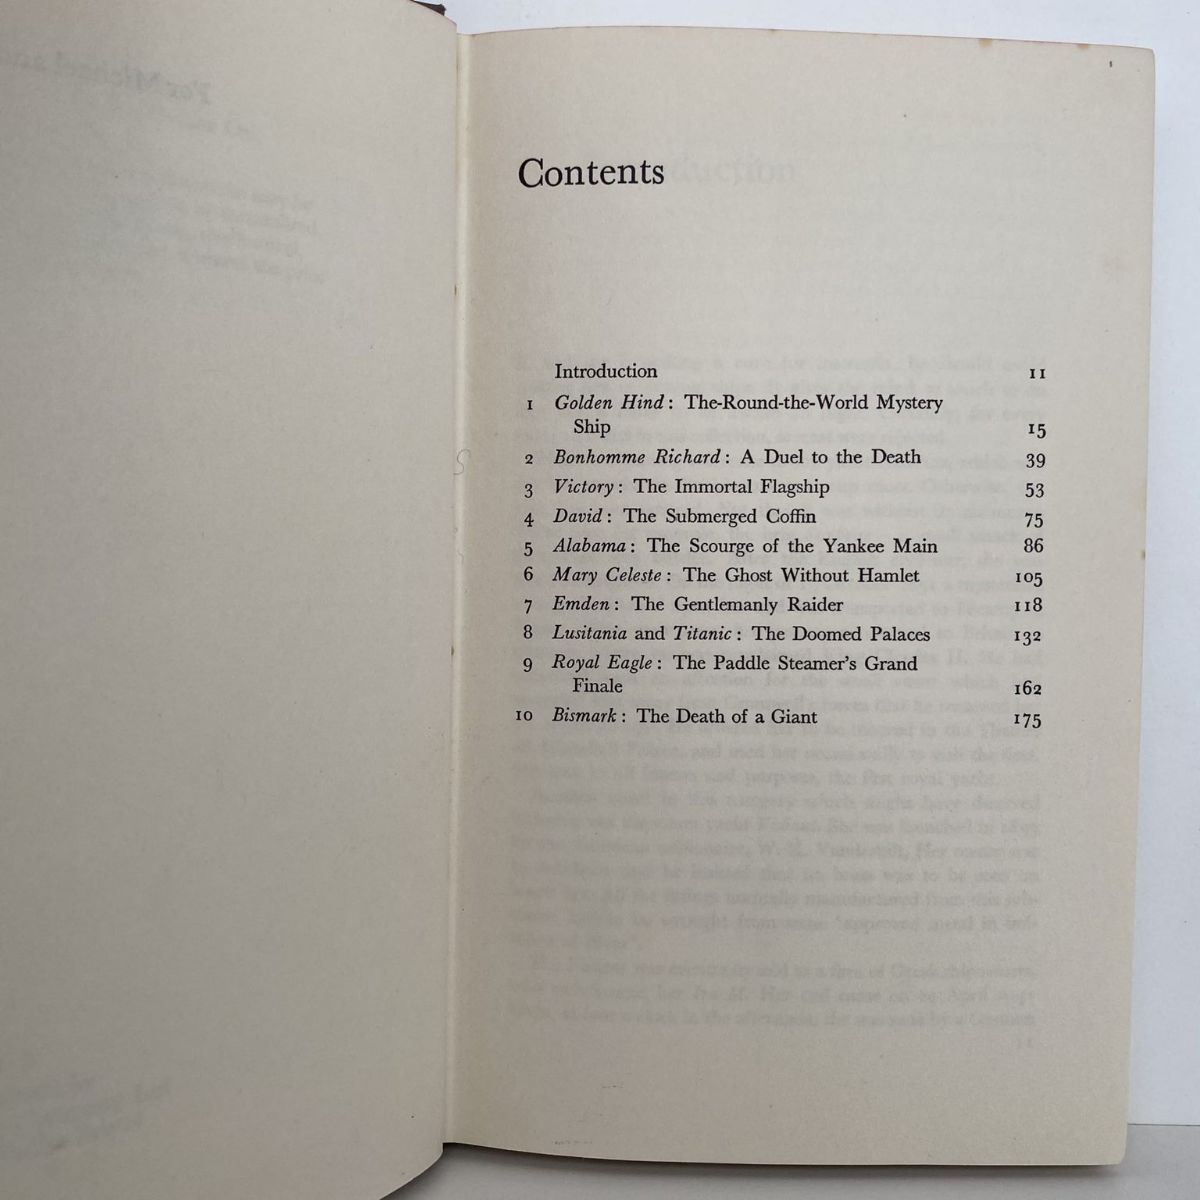 Contents
Introduction 11
1 Golden Hind: The-Round-the-World Mystery
Ship 15
2 Bonhomme Richard: A Duel to the Death 39
3 Victory: The Immortal Flagship 53
4 David: The Submerged Coffin 75
5 Alabama: The Scourge of the Yankee Main 86
6 Mary Celeste: The Ghost Without Hamlet 105
7 Emden: The Gentlemanly Raider 118
8 Lusitania and Titanic: The Doomed Palaces 132
9 Royal Eagle: The Paddle Steamer's Grand
Finale 162
10 Bismark: The Death of a Giant 175